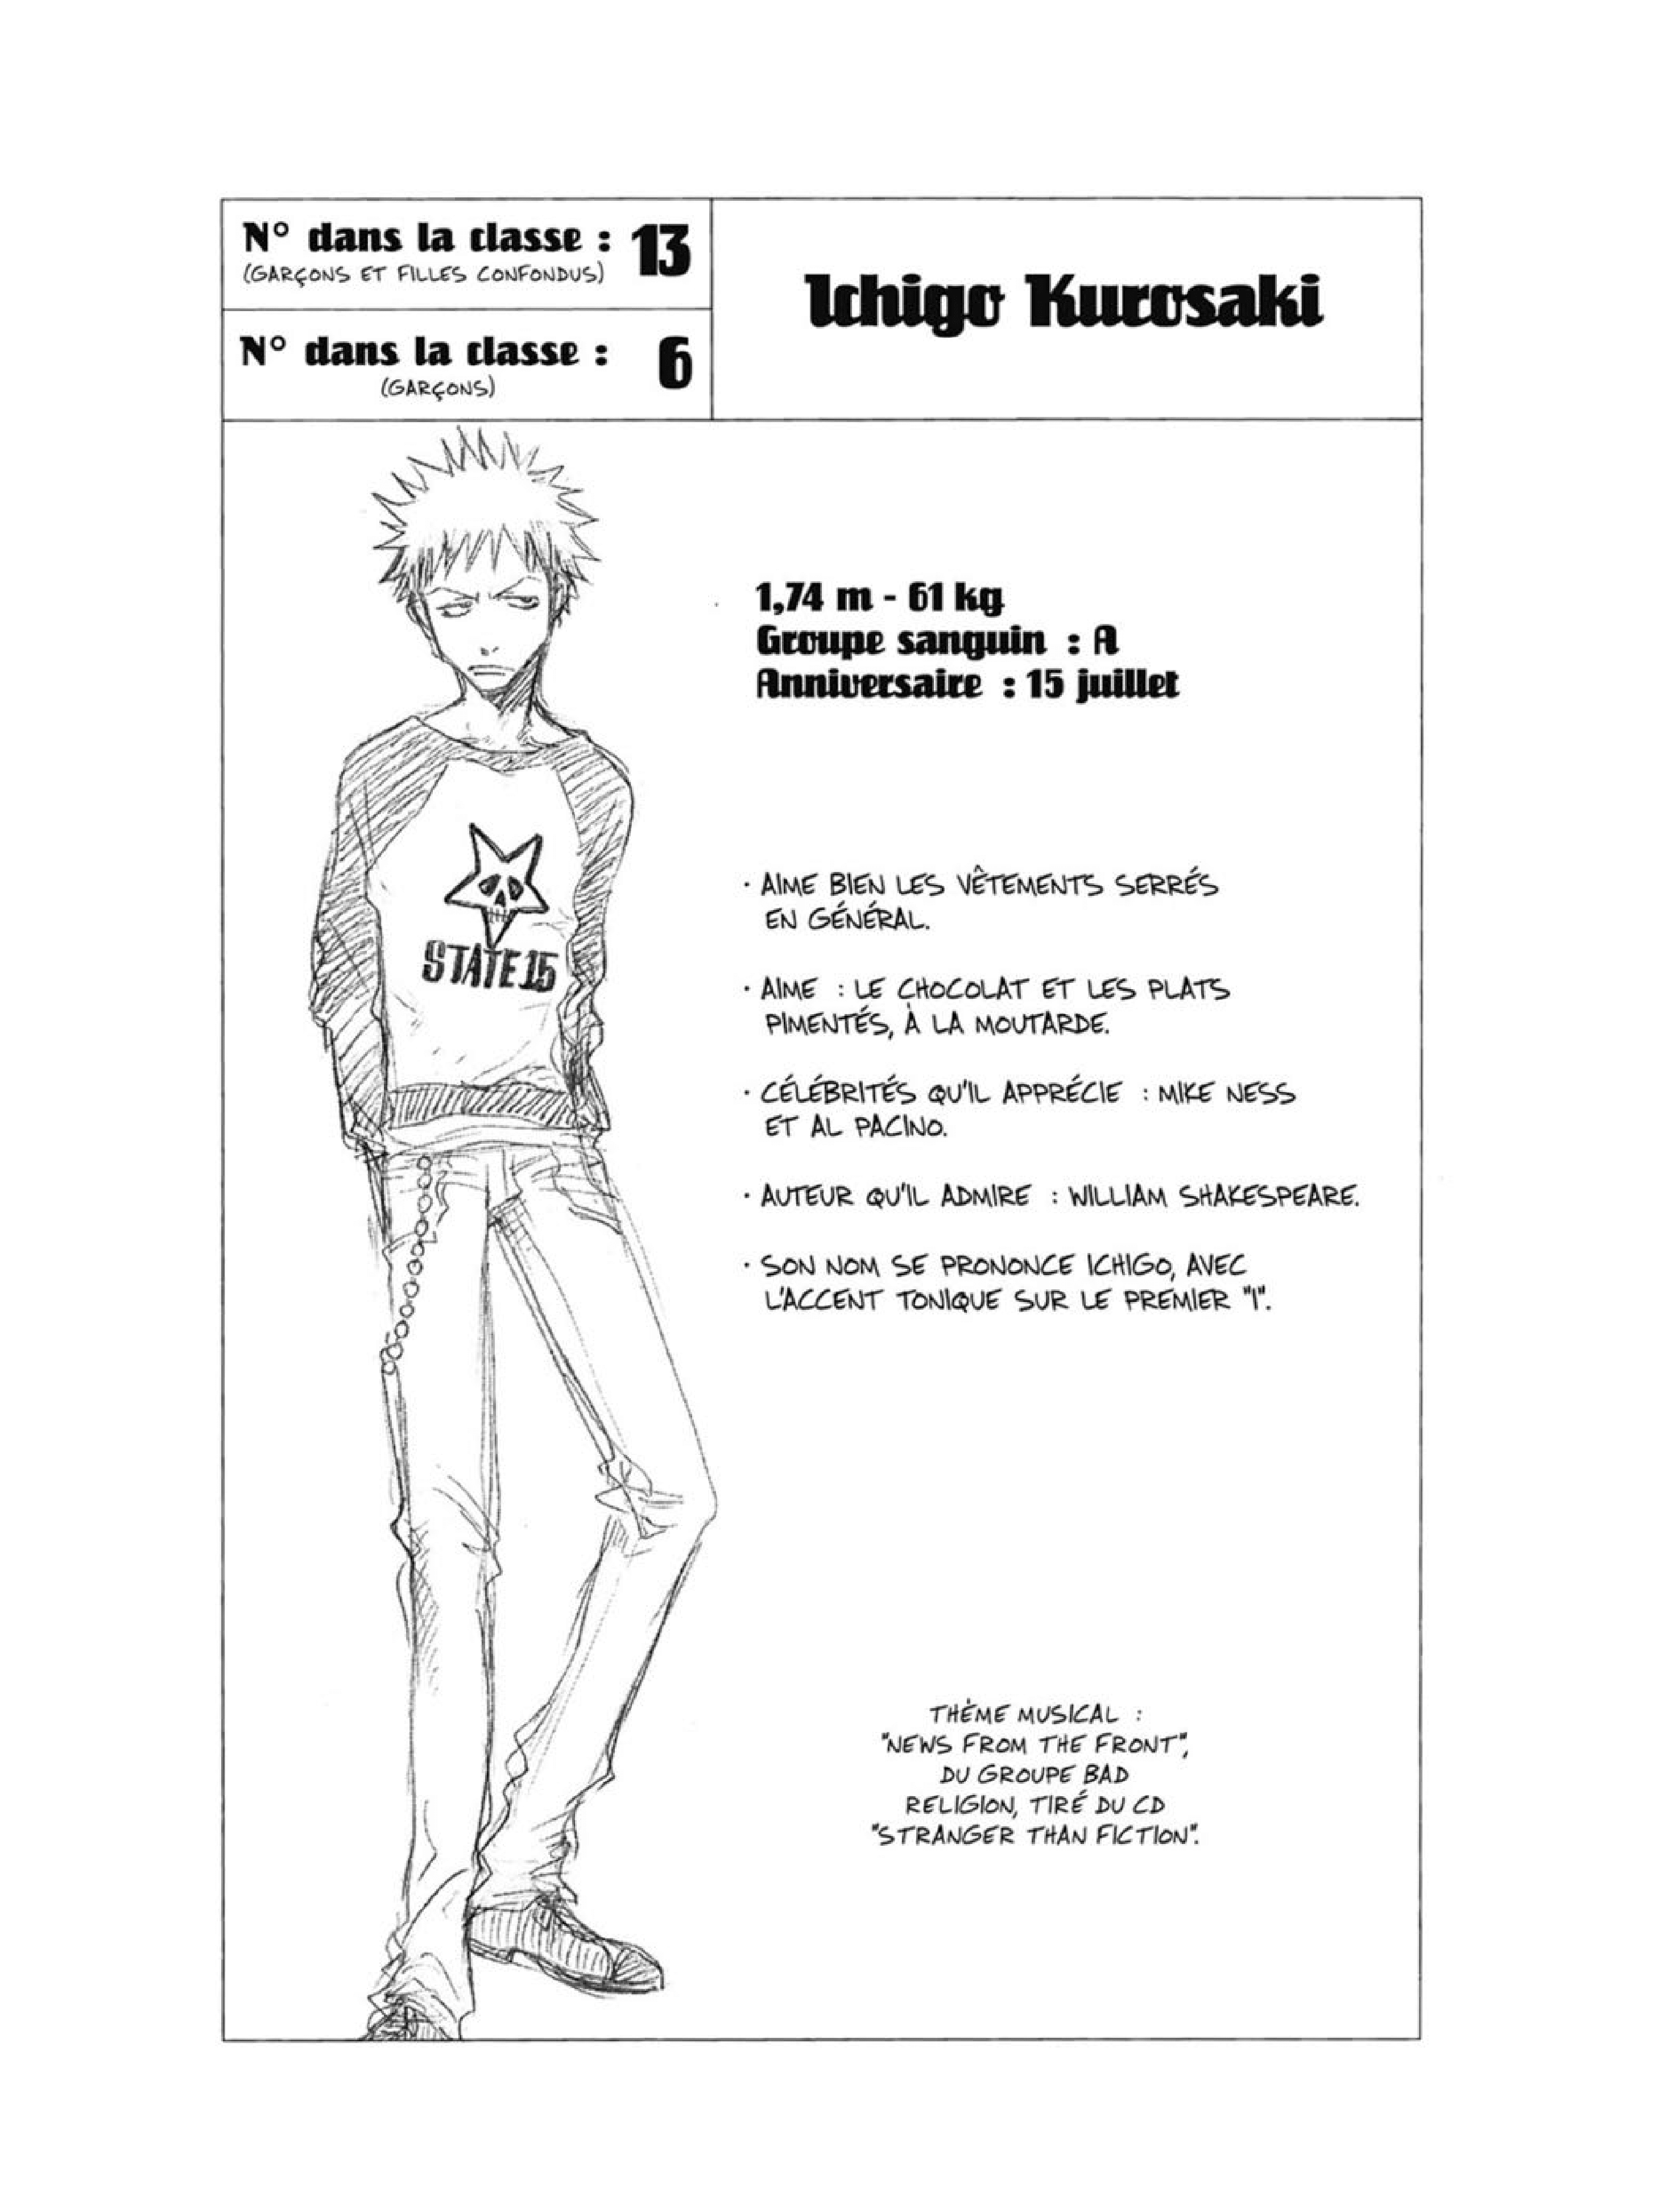 N° dans la classe : 13
(GARÇONS ET FILLES CONFONDUS)
N° dans la classe : 6
(GARÇONS)
Ichigo Kurosaki
1,74 m - 61 kg
Groupe sanguin : A
Anniversaire : 15 juillet
STATE 15
· AIME BIEN LES VÊTEMENTS SERRÉS
EN GÉNÉRAL.
· AIME : LE CHOCOLAT ET LES PLATS
PIMENTÉS, À LA MOUTARDE.
· CÉLÉBRITÉS QU'IL APPRÉCIE : MIKE NESS
ET AL PACINO.
· AUTEUR QU'IL ADMIRE : WILLIAM SHAKESPEARE.
· SON NOM SE PRONONCE ICHIGO, AVEC
L'ACCENT TONIQUE SUR LE PREMIER "I".
THÈME MUSICAL :
"NEWS FROM THE FRONT",
DU GROUPE BAD
RELIGION, TIRÉ DU CD
"STRANGER THAN FICTION".